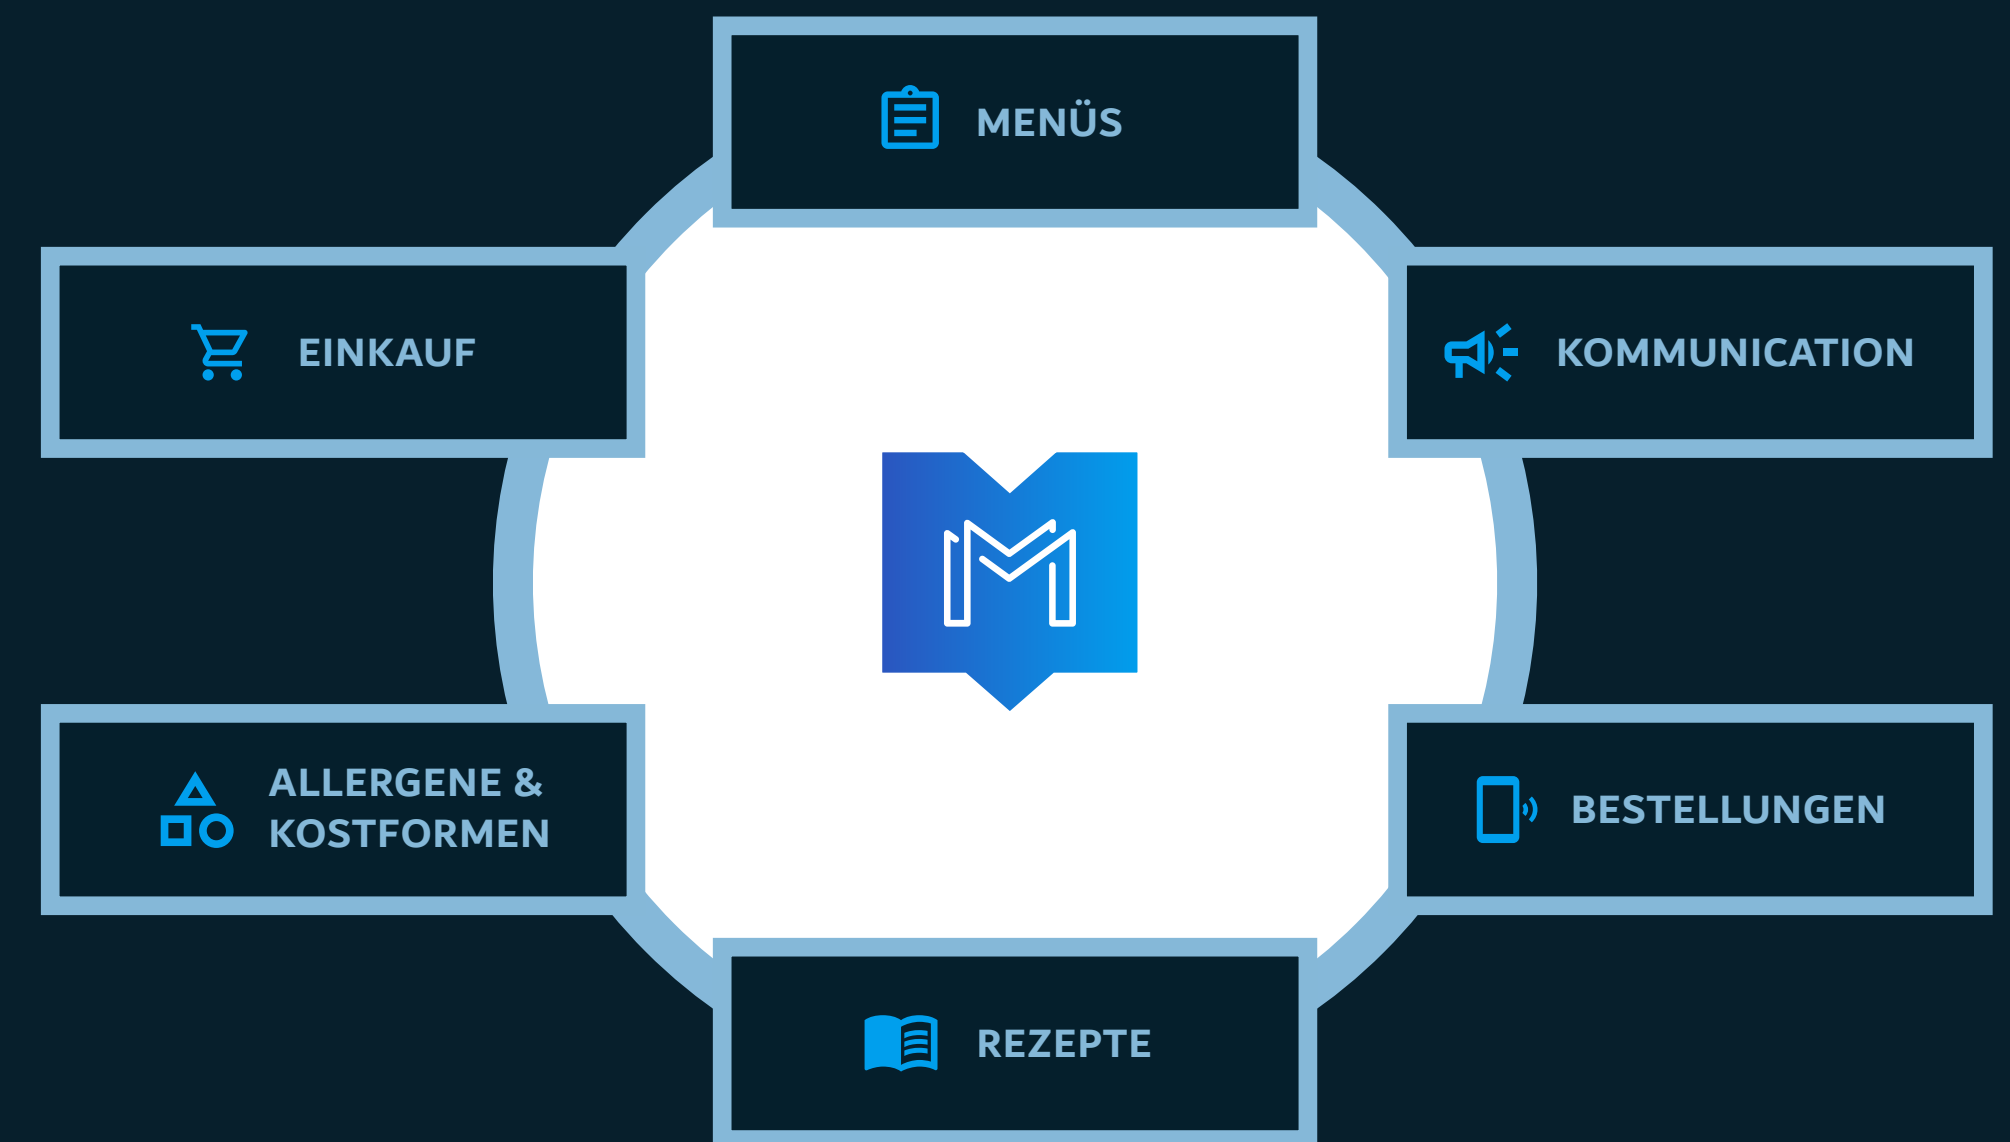 MENÜS
EINKAUF
KOMMUNICATION
M
ALLERGENE &
KOSTFORMEN
BESTELLUNGEN
REZEPTE